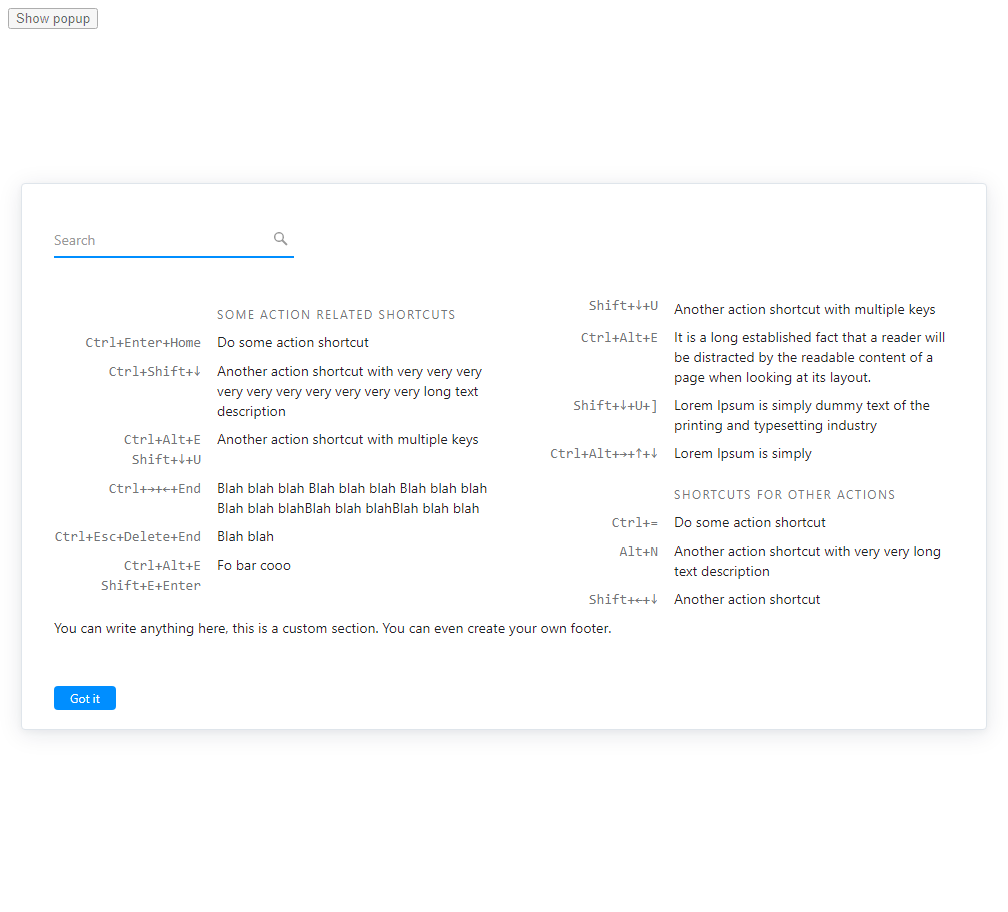 Show popup
Search
SOME ACTION RELATED SHORTCUTS
Ctrl+Enter+Home Do some action shortcut
Ctrl+Shift+↓ Another action shortcut with very very very
very very very very very very very long text
description
Ctrl+Alt+E Another action shortcut with multiple keys
Shift+↓+U
Ctrl+→+←+End Blah blah blah Blah blah blah Blah blah blah
Blah blah blahBlah blah blahBlah blah blah
Ctrl+Esc+Delete+End Blah blah
Ctrl+Alt+E Fo bar cooo
Shift+E+Enter
Shift+↓+U Another action shortcut with multiple keys
Ctrl+Alt+E It is a long established fact that a reader will
be distracted by the readable content of a
page when looking at its layout.
Shift+↓+U+] Lorem Ipsum is simply dummy text of the
printing and typesetting industry
Ctrl+Alt+→+↑+↓ Lorem Ipsum is simply
SHORTCUTS FOR OTHER ACTIONS
Ctrl+= Do some action shortcut
Alt+N Another action shortcut with very very long
text description
Shift+←+↓ Another action shortcut
You can write anything here, this is a custom section. You can even create your own footer.
Got it